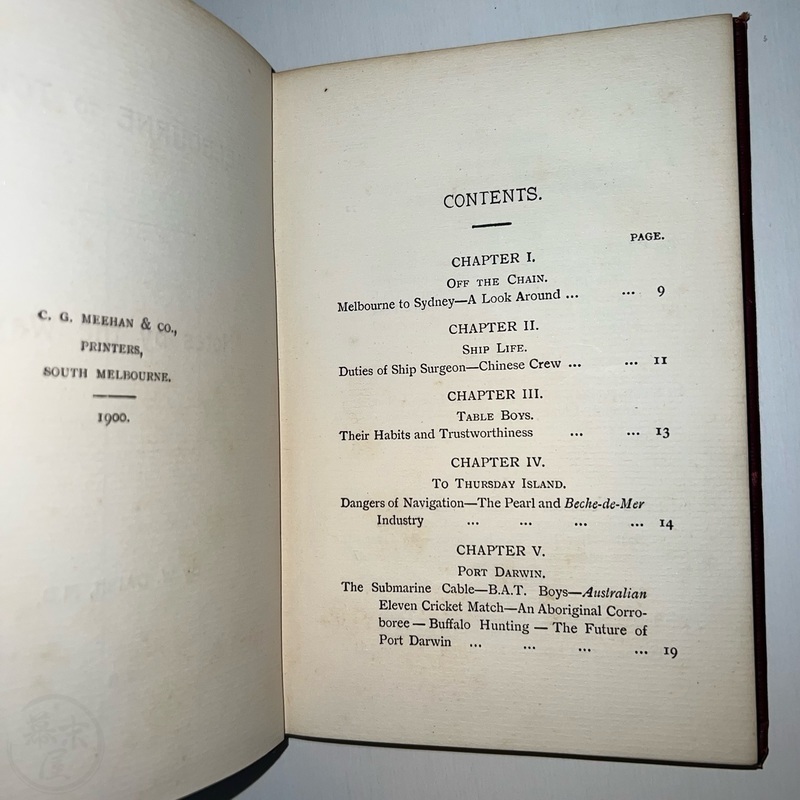 C. G. MEEHAN & CO.,
PRINTERS,
SOUTH MELBOURNE.
1900.
CONTENTS.
PAGE.
CHAPTER I.
OFF THE CHAIN.
Melbourne to Sydney—A Look Around ... ... 9
CHAPTER II.
SHIP LIFE.
Duties of Ship Surgeon—Chinese Crew ... ... 11
CHAPTER III.
TABLE BOYS.
Their Habits and Trustworthiness ... ... 13
CHAPTER IV.
TO THURSDAY ISLAND.
Dangers of Navigation—The Pearl and Beche-de-Mer
Industry ... ... ... ... 14
CHAPTER V.
PORT DARWIN.
The Submarine Cable—B.A.T. Boys—Australian
Eleven Cricket Match—An Aboriginal Corro-
boree — Buffalo Hunting — The Future of
Port Darwin ... ... ... ... 19
幕末屋